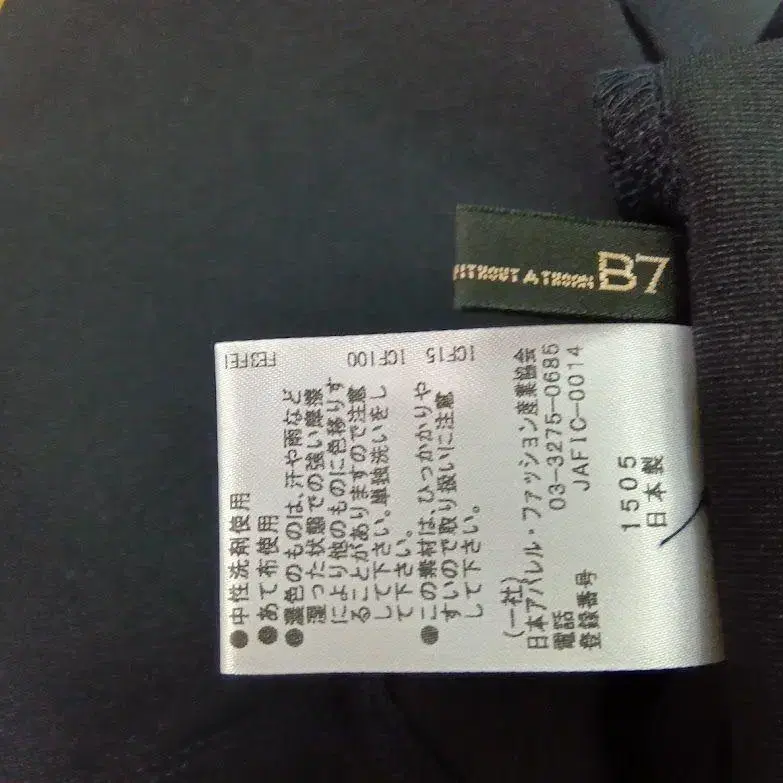 ITHOUT A THORN B7
FE3FE1
ICF100 ICF15
●中性洗剤使用
●あて布使用
●濃色のものは、汗や雨など
湿った状態での強い摩擦
により他のものに色移りす
ることがありますので注意
して下さい。単独洗いをし
て下さい。
●この素材は、ひっかかりや
すいので取り扱いに注意
して下さい。
(一社)
日本アパレル・ファッション産業協会
電話 03-3275-0685
登録番号 JAFIC-0014
1505
日本製